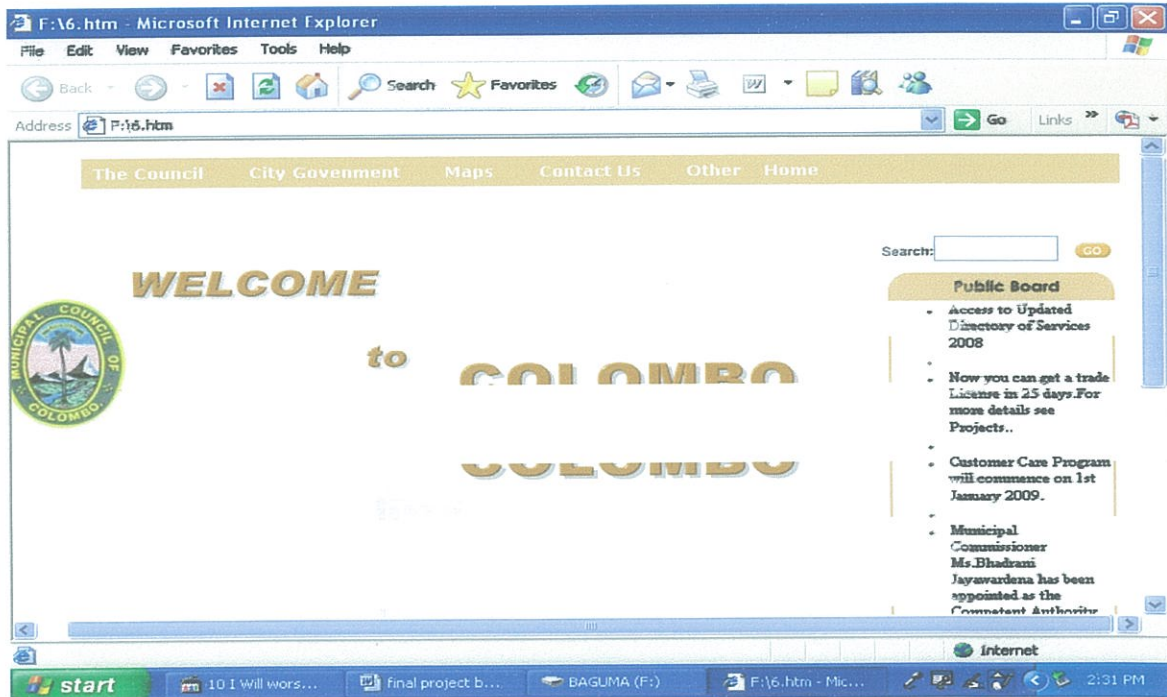 F:\6.htm - Microsoft Internet Explorer
File Edit View Favorites Tools Help
Back Search Favorites
Address F:\6.htm Go Links »
The Council City Govenment Maps Contact Us Other Home
Search: GO
WELCOME
to
COLOMBO
COLOMBO
MUNICIPAL COUNCIL OF
COLOMBO.
Public Board
Access to Updated
Directory of Services
2008
Now you can get a trade
License in 25 days.For
more details see
Projects..
Customer Care Program
will commence on 1st
January 2009.
Municipal
Commissioner
Ms.Bhadrani
Jayawardena has been
appointed as the
Competent Authority
Internet
start 10 I Will wors... final project b... BAGUMA (F:) F:\6.htm - Mic... 2:31 PM